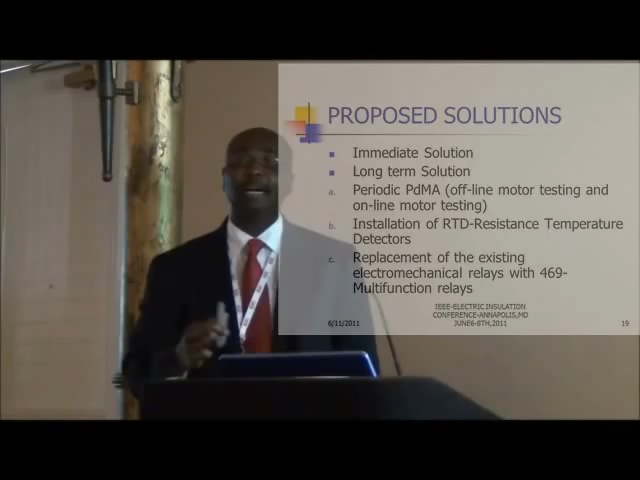 PROPOSED SOLUTIONS
Immediate Solution
Long term Solution
a. Periodic PdMA (off-line motor testing and
on-line motor testing)
b. Installation of RTD-Resistance Temperature
Detectors
c. Replacement of the existing
electromechanical relays with 469-
Multifunction relays
IEEE-ELECTRIC INSULATION
CONFERENCE-ANNAPOLIS,MD
6/11/2011 JUNE6-8TH,2011 19